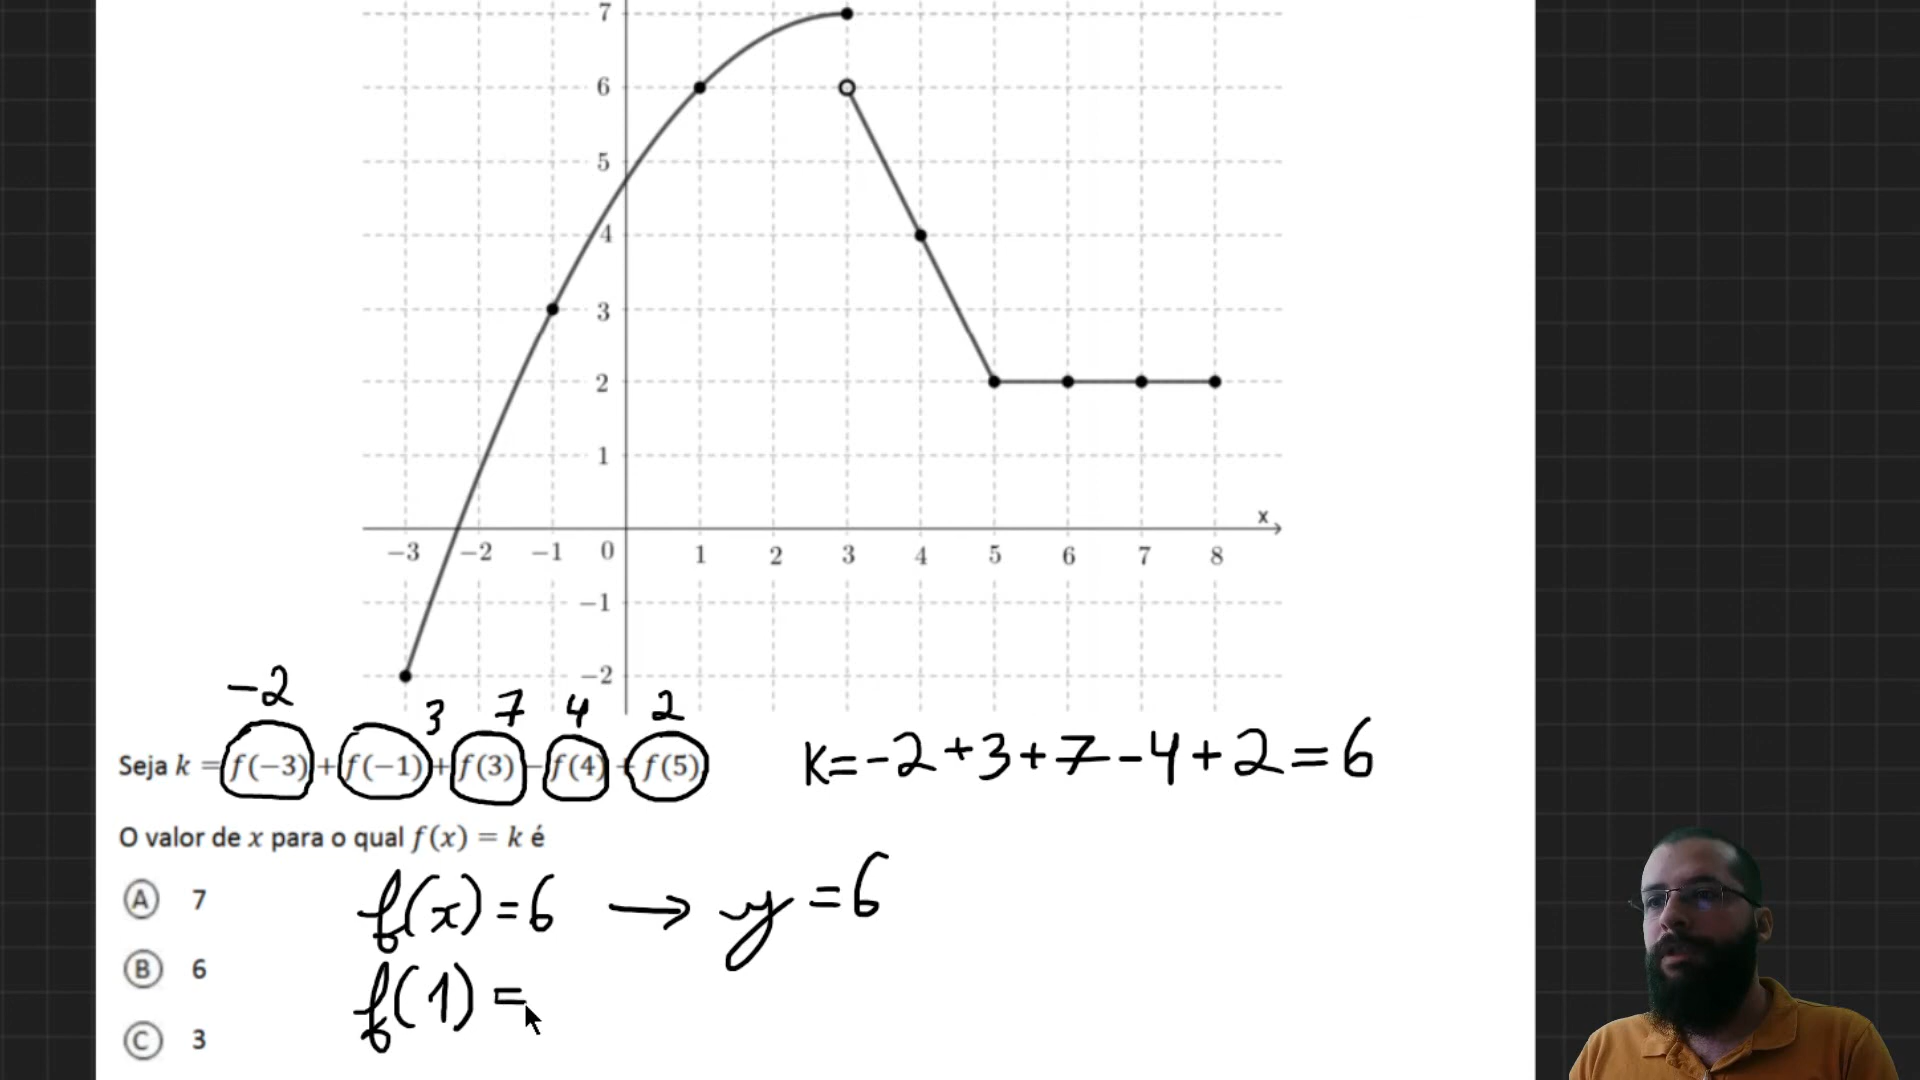 7
6
5
4
3
2
1
x
−3 −2 −1 0 1 2 3 4 5 6 7 8
−1
−2
−2 3 7 4 2
Seja k = f(−3) + f(−1) + f(3) − f(4) + f(5)
K=-2+3+7-4+2=6
O valor de x para o qual f(x) = k é
A 7
f(x)=6 → y=6
B 6
f(1)=
C 3